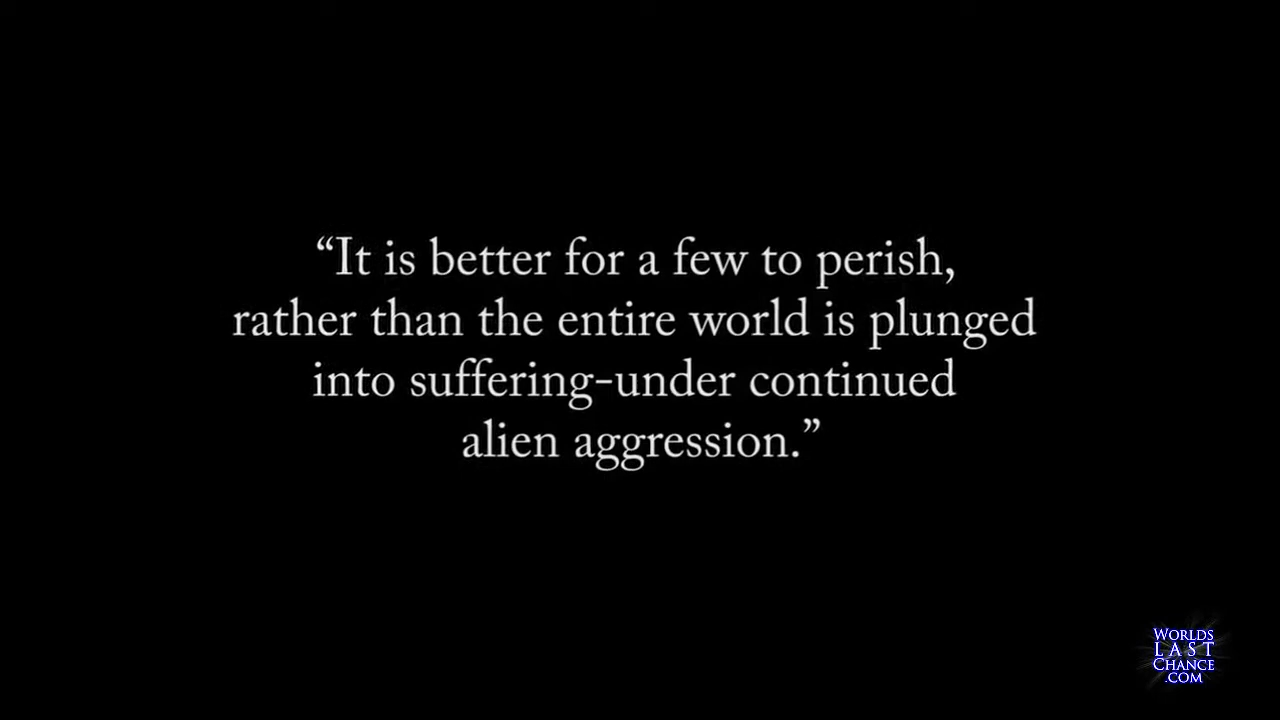 “It is better for a few to perish,
rather than the entire world is plunged
into suffering-under continued
alien aggression.”
WORLDS
LAST
CHANCE
.COM